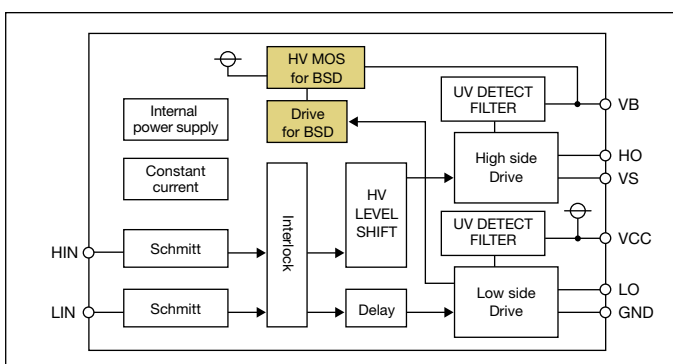 HV MOS
for BSD
Drive
for BSD
Internal
power supply
Constant
current
UV DETECT
FILTER
VB
High side
Drive
HO
VS
HV
LEVEL
SHIFT
Interlock
UV DETECT
FILTER
VCC
HIN
Schmitt
LIN
Schmitt
Delay
Low side
Drive
LO
GND